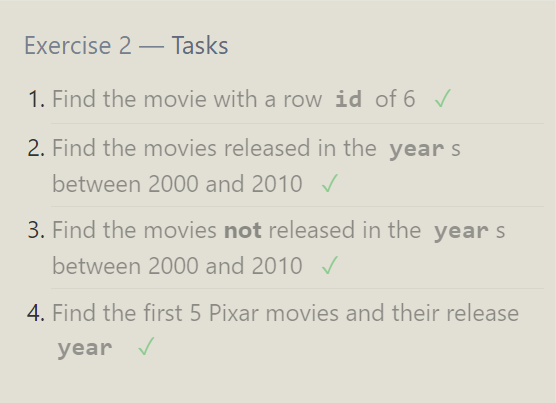 Exercise 2 — Tasks
1. Find the movie with a row id of 6 ✓
2. Find the movies released in the year s
between 2000 and 2010 ✓
3. Find the movies not released in the year s
between 2000 and 2010 ✓
4. Find the first 5 Pixar movies and their release
year ✓